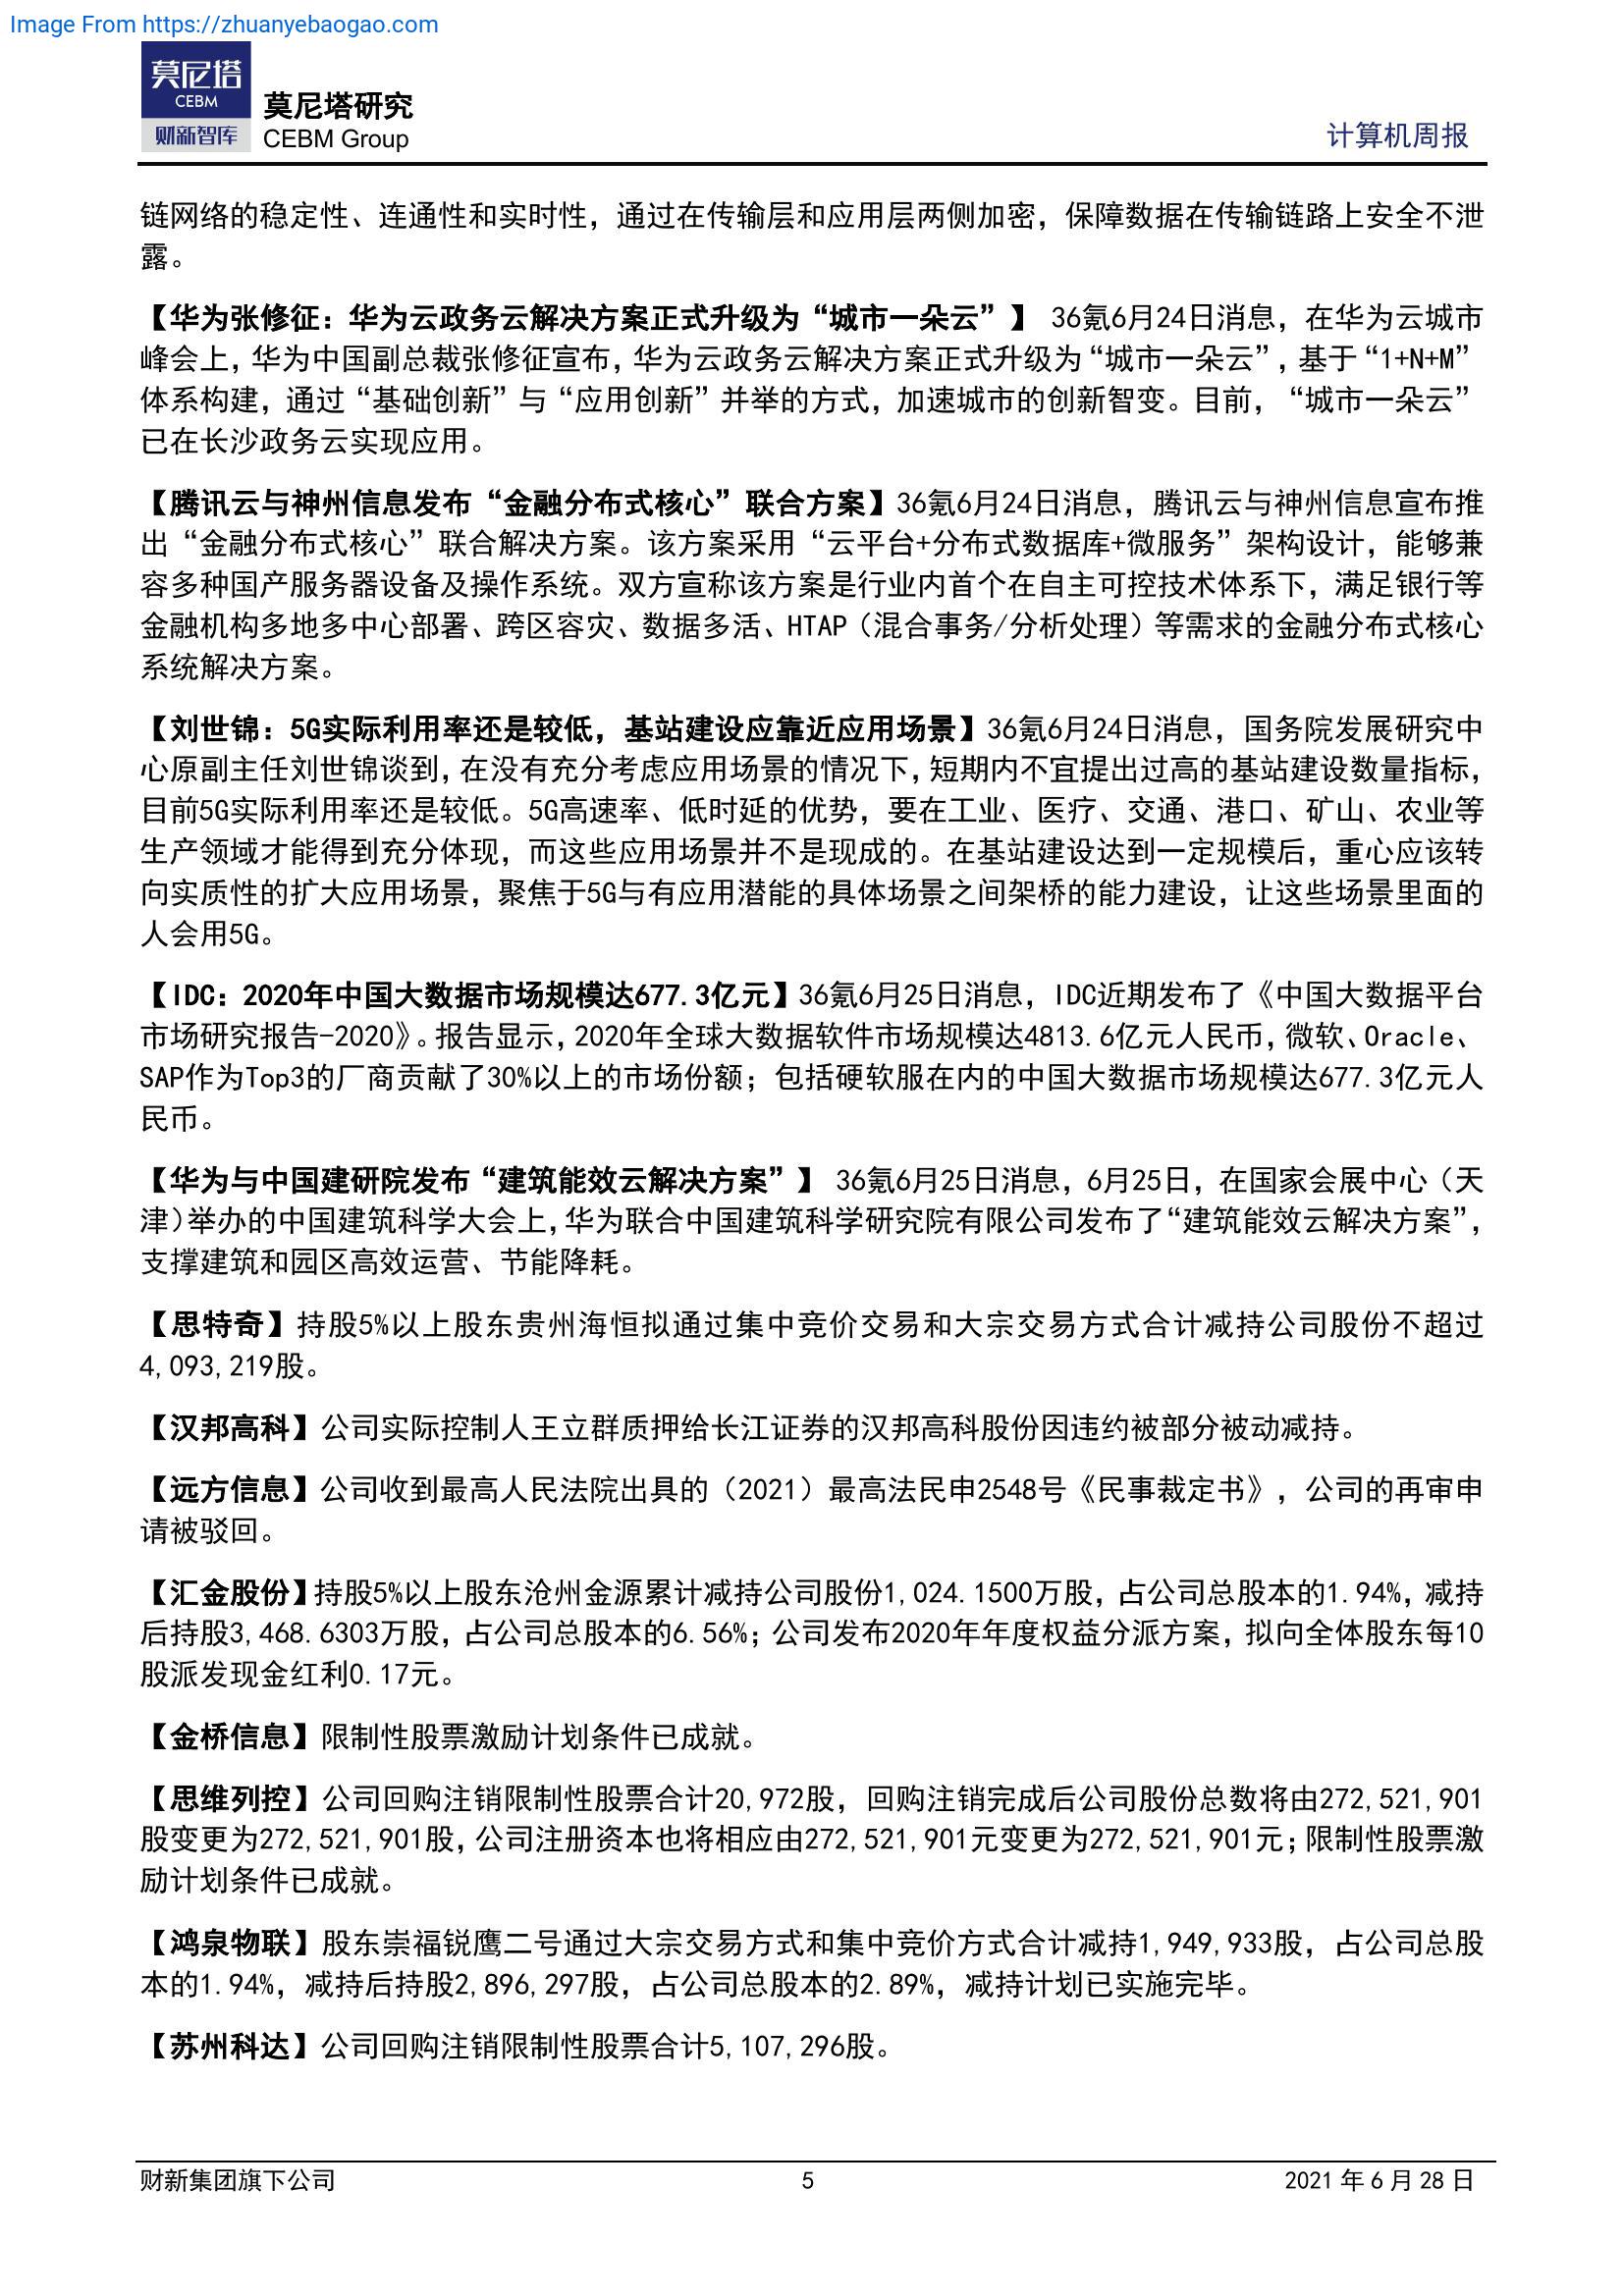 Image From https://zhuanyebaogao.com
莫尼塔
CEBM
财新智库
莫尼塔研究
CEBM Group
计算机周报
链网络的稳定性、连通性和实时性，通过在传输层和应用层两侧加密，保障数据在传输链路上安全不泄
露。
【华为张修征：华为云政务云解决方案正式升级为“城市一朵云”】 36氪6月24日消息，在华为云城市
峰会上，华为中国副总裁张修征宣布，华为云政务云解决方案正式升级为“城市一朵云”，基于“1+N+M”
体系构建，通过“基础创新”与“应用创新”并举的方式，加速城市的创新智变。目前，“城市一朵云”
已在长沙政务云实现应用。
【腾讯云与神州信息发布“金融分布式核心”联合方案】36氪6月24日消息，腾讯云与神州信息宣布推
出“金融分布式核心”联合解决方案。该方案采用“云平台+分布式数据库+微服务”架构设计，能够兼
容多种国产服务器设备及操作系统。双方宣称该方案是行业内首个在自主可控技术体系下，满足银行等
金融机构多地多中心部署、跨区容灾、数据多活、HTAP（混合事务/分析处理）等需求的金融分布式核心
系统解决方案。
【刘世锦：5G实际利用率还是较低，基站建设应靠近应用场景】36氪6月24日消息，国务院发展研究中
心原副主任刘世锦谈到，在没有充分考虑应用场景的情况下，短期内不宜提出过高的基站建设数量指标，
目前5G实际利用率还是较低。5G高速率、低时延的优势，要在工业、医疗、交通、港口、矿山、农业等
生产领域才能得到充分体现，而这些应用场景并不是现成的。在基站建设达到一定规模后，重心应该转
向实质性的扩大应用场景，聚焦于5G与有应用潜能的具体场景之间架桥的能力建设，让这些场景里面的
人会用5G。
【IDC：2020年中国大数据市场规模达677.3亿元】36氪6月25日消息，IDC近期发布了《中国大数据平台
市场研究报告-2020》。报告显示，2020年全球大数据软件市场规模达4813.6亿元人民币，微软、Oracle、
SAP作为Top3的厂商贡献了30%以上的市场份额；包括硬软服在内的中国大数据市场规模达677.3亿元人
民币。
【华为与中国建研院发布“建筑能效云解决方案”】 36氪6月25日消息，6月25日，在国家会展中心（天
津）举办的中国建筑科学大会上，华为联合中国建筑科学研究院有限公司发布了“建筑能效云解决方案”，
支撑建筑和园区高效运营、节能降耗。
【思特奇】持股5%以上股东贵州海恒拟通过集中竞价交易和大宗交易方式合计减持公司股份不超过
4,093,219股。
【汉邦高科】公司实际控制人王立群质押给长江证券的汉邦高科股份因违约被部分被动减持。
【远方信息】公司收到最高人民法院出具的（2021）最高法民申2548号《民事裁定书》，公司的再审申
请被驳回。
【汇金股份】持股5%以上股东沧州金源累计减持公司股份1,024.1500万股，占公司总股本的1.94%，减持
后持股3,468.6303万股，占公司总股本的6.56%；公司发布2020年年度权益分派方案，拟向全体股东每10
股派发现金红利0.17元。
【金桥信息】限制性股票激励计划条件已成就。
【思维列控】公司回购注销限制性股票合计20,972股，回购注销完成后公司股份总数将由272,521,901
股变更为272,521,901股，公司注册资本也将相应由272,521,901元变更为272,521,901元；限制性股票激
励计划条件已成就。
【鸿泉物联】股东崇福锐鹰二号通过大宗交易方式和集中竞价方式合计减持1,949,933股，占公司总股
本的1.94%，减持后持股2,896,297股，占公司总股本的2.89%，减持计划已实施完毕。
【苏州科达】公司回购注销限制性股票合计5,107,296股。
财新集团旗下公司
5
2021 年 6 月 28 日